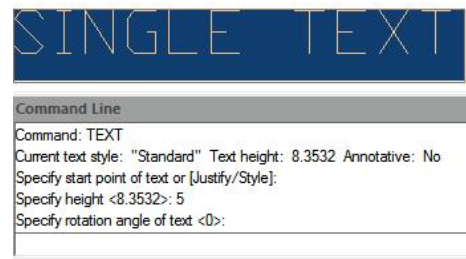 SINGLE TEXT
Command Line
Command: TEXT
Current text style:  "Standard"  Text height:  8.3532  Annotative:  No
Specify start point of text or [Justify/Style]:
Specify height <8.3532>: 5
Specify rotation angle of text <0>: